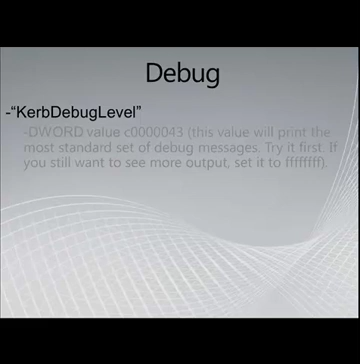 Debug
-“KerbDebugLevel”
-DWORD value c0000043 (this value will print the
most standard set of debug messages. Try it first. If
you still want to see more output, set it to ffffffff).